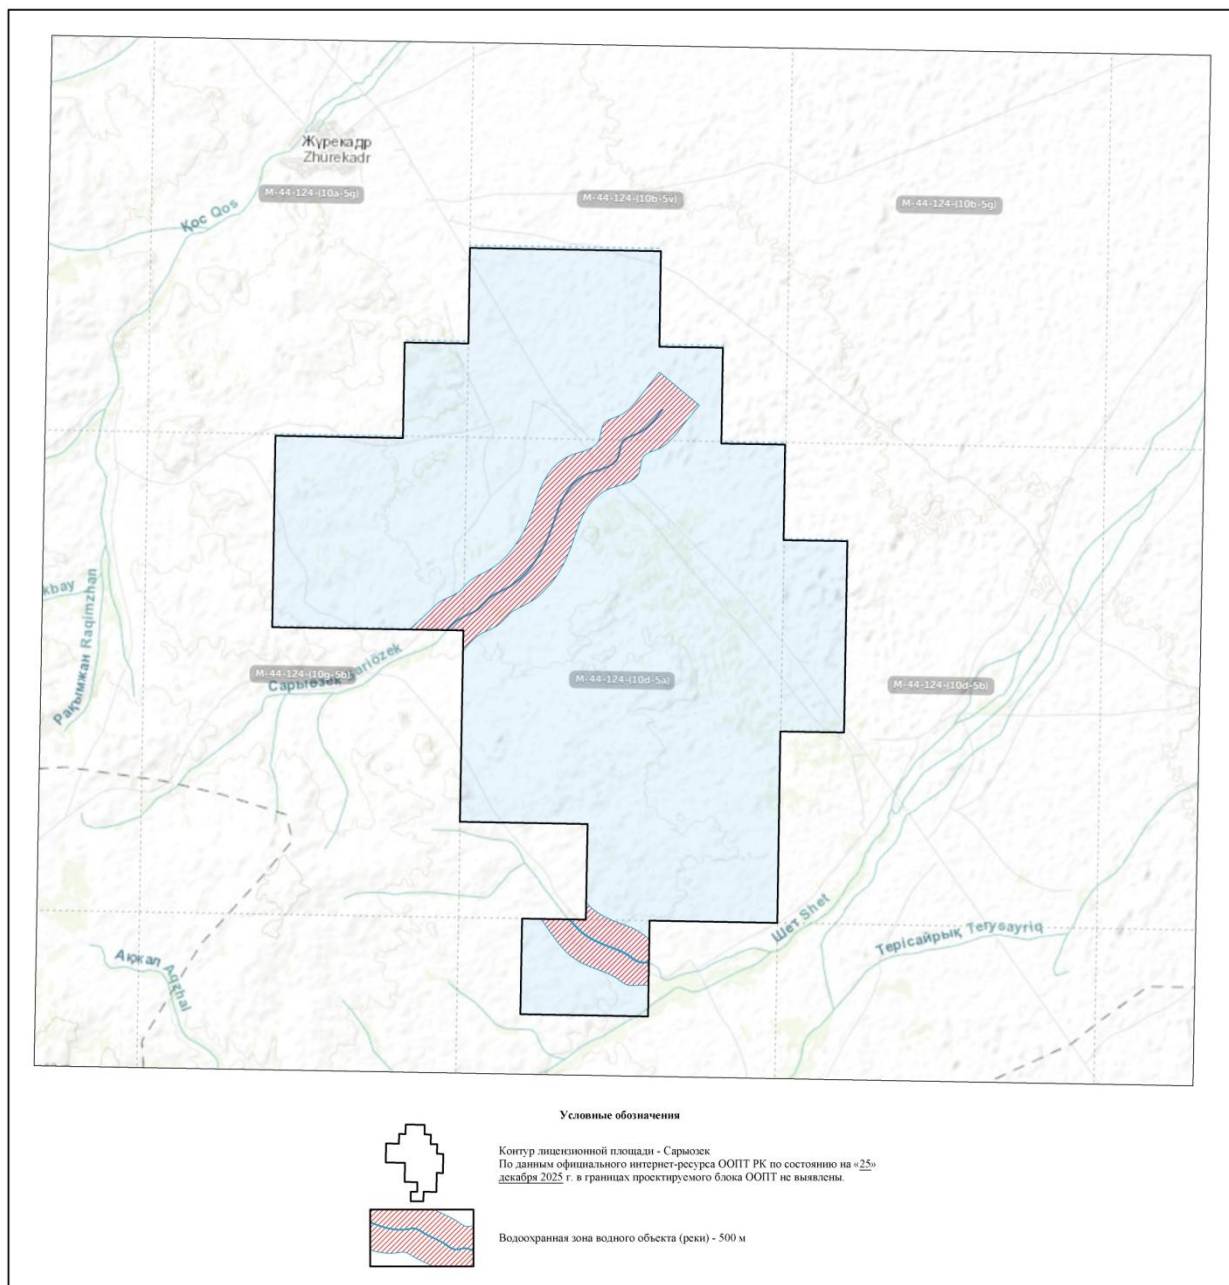 Жүрекадр
Zhurekadr
M-44-124-(10a-5g)
M-44-124-(10b-5v)
M-44-124-(10b-5g)
Қос Qos
kbay
Рақымжан Raqimzhan
M-44-124-(10g-5b)
Сарыөзек Sariözek
M-44-124-(10d-5a)
M-44-124-(10d-5b)
Шет Shet
Терісайрық Terysayriq
Ақжал Aqzhal
Условные обозначения
Контур лицензионной площади - Сарыозек
По данным официального интернет-ресурса ООПТ РК по состоянию на «25»
декабря 2025 г. в границах проектируемого блока ООПТ не выявлены.
Водоохранная зона водного объекта (реки) - 500 м